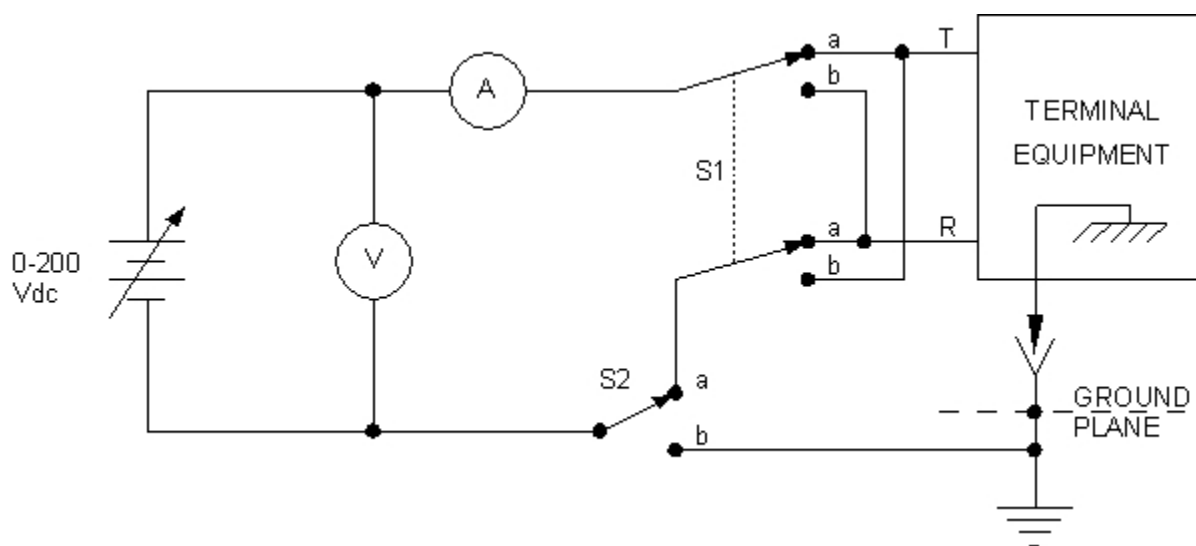 a
T
b
A
TERMINAL
EQUIPMENT
S1
a
R
b
0-200
Vdc
V
S2
a
b
GROUND
PLANE